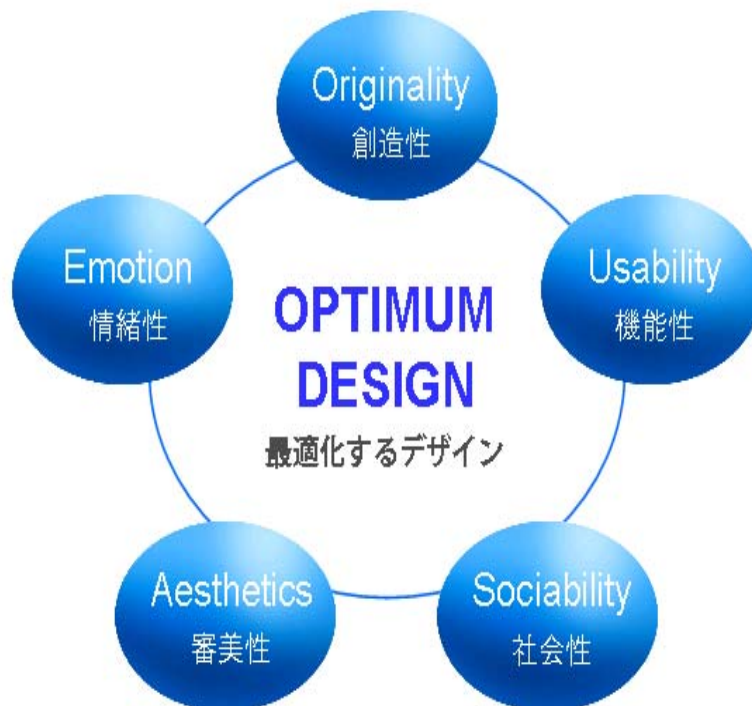 Originality
創造性
Emotion
情緒性
Usability
機能性
OPTIMUM
DESIGN
最適化するデザイン
Aesthetics
審美性
Sociability
社会性